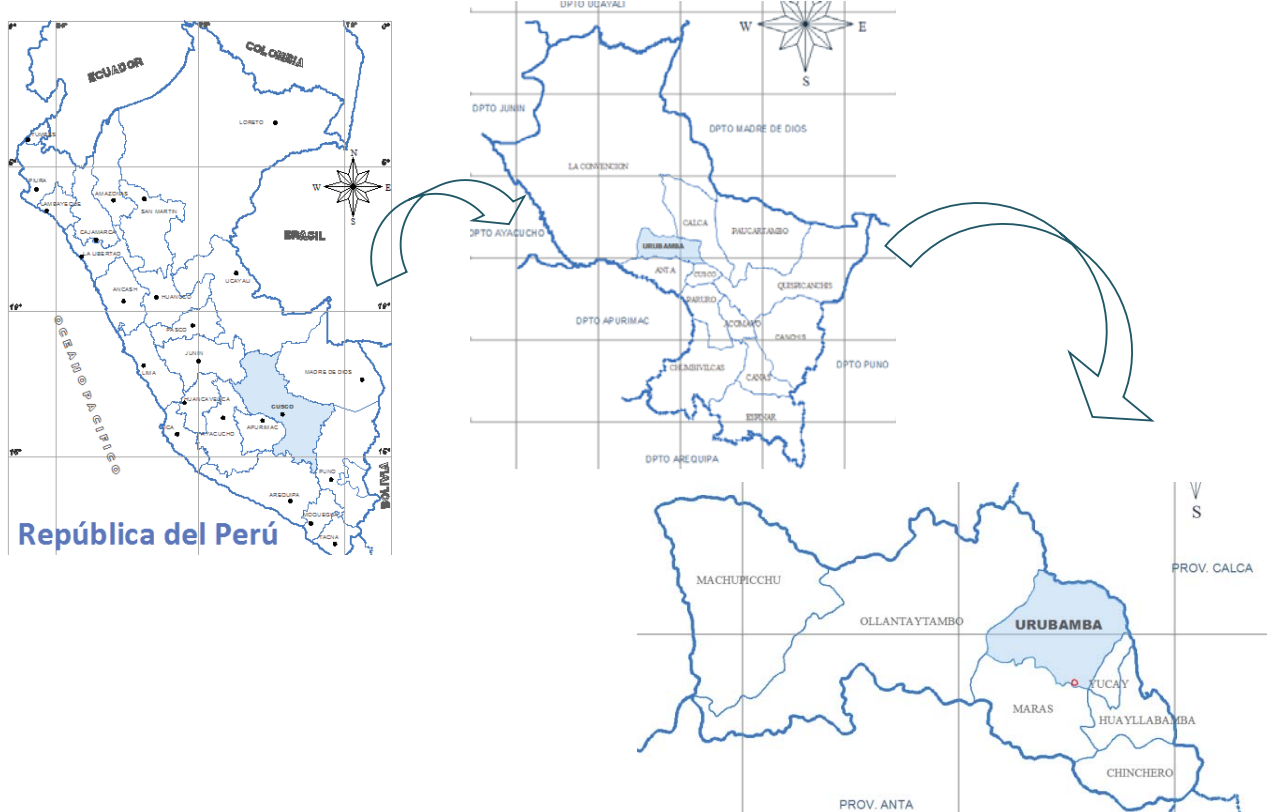 ECUADOR
COLOMBIA
LORETO
TUMBES
PIURA
LAMBAYEQUE
AMAZONAS
SAN MARTIN
CAJAMARCA
LA LIBERTAD
BRASIL
N
W
E
S
ANCASH
HUANUCO
UCAYALI
PASCO
JUNIN
LIMA
MADRE DE DIOS
HUANCAVELICA
CUSCO
ICA
AYACUCHO
APURIMAC
OCEANO PACIFICO
PUNO
BOLIVIA
AREQUIPA
MOQUEGUA
TACNA
República del Perú
DPTO UCAYALI
W
E
S
DPTO JUNIN
DPTO MADRE DE DIOS
LA CONVENCION
CALCA
PAUCARTAMBO
DPTO AYACUCHO
URUBAMBA
ANTA
CUSCO
QUISPICANCHIS
PARURO
DPTO APURIMAC
ACOMAYO
CANCHIS
CHUMBIVILCAS
CANAS
DPTO PUNO
ESPINAR
DPTO AREQUIPA
S
PROV. CALCA
MACHUPICCHU
OLLANTAYTAMBO
URUBAMBA
YUCAY
MARAS
HUAYLLABAMBA
CHINCHERO
PROV. ANTA